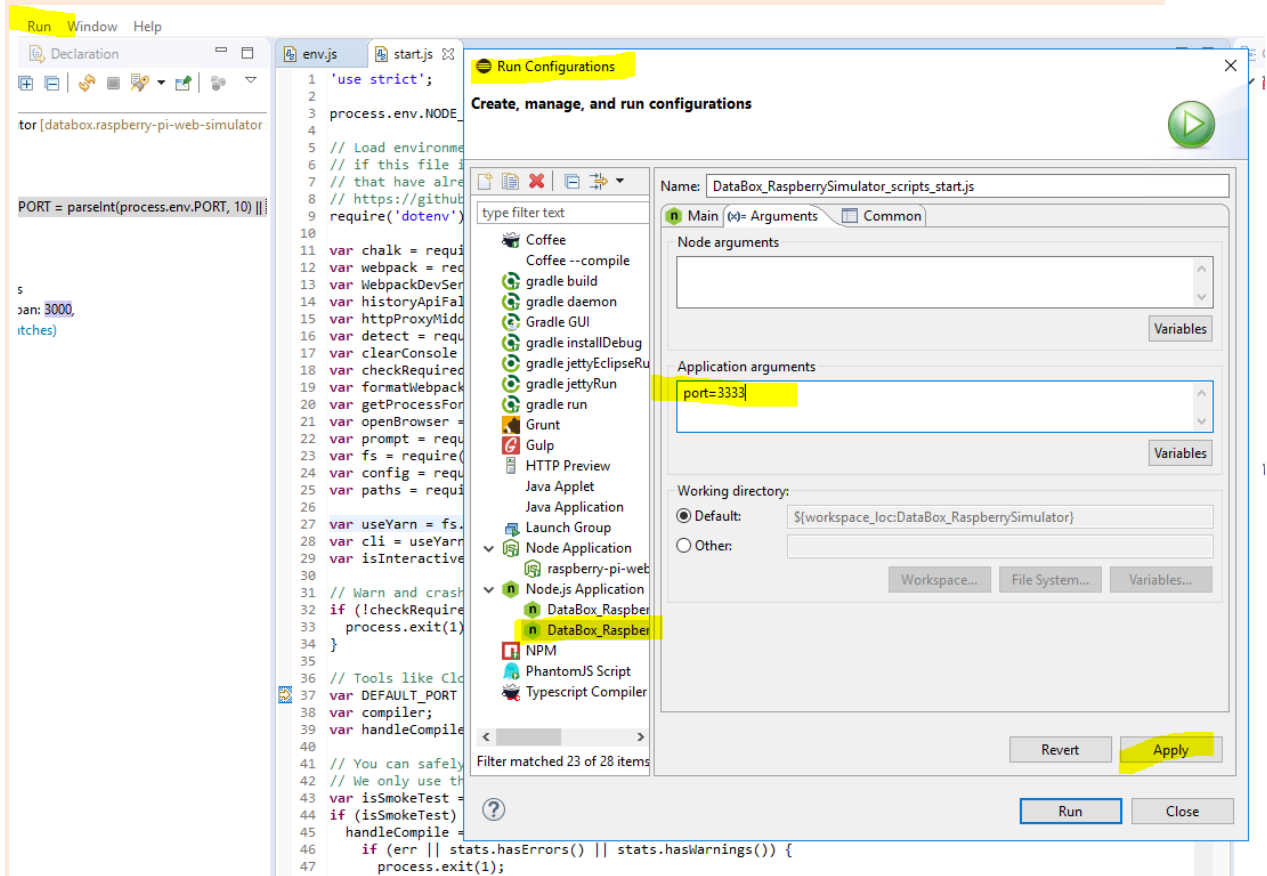 Run Window Help
Declaration
env.js
start.js
tor [databox.raspberry-pi-web-simulator
PORT = parseInt(process.env.PORT, 10) ||
s
pan: 3000,
tches)
1 'use strict';
2
3 process.env.NODE_
4
5 // Load environme
6 // if this file i
7 // that have alre
8 // https://github
9 require('dotenv')
10
11 var chalk = requi
12 var webpack = req
13 var WebpackDevSer
14 var historyApiFal
15 var httpProxyMidd
16 var detect = requ
17 var clearConsole
18 var checkRequired
19 var formatWebpack
20 var getProcessFor
21 var openBrowser =
22 var prompt = requ
23 var fs = require(
24 var config = requ
25 var paths = requi
26
27 var useYarn = fs.
28 var cli = useYarn
29 var isInteractive
30
31 // Warn and crash
32 if (!checkRequire
33 process.exit(1)
34 }
35
36 // Tools like Clo
37 var DEFAULT_PORT
38 var compiler;
39 var handleCompile
40
41 // You can safely
42 // We only use th
43 var isSmokeTest =
44 if (isSmokeTest)
45 handleCompile =
46 if (err || stats.hasErrors() || stats.hasWarnings()) {
47 process.exit(1);
Run Configurations
Create, manage, and run configurations
type filter text
Coffee
Coffee --compile
gradle build
gradle daemon
Gradle GUI
gradle installDebug
gradle jettyEclipseRu
gradle jettyRun
gradle run
Grunt
Gulp
HTTP Preview
Java Applet
Java Application
Launch Group
Node Application
raspberry-pi-web
Node.js Application
DataBox_Raspber
DataBox_Raspber
NPM
PhantomJS Script
Typescript Compiler
Filter matched 23 of 28 items
Name: DataBox_RaspberrySimulator_scripts_start.js
Main (x)= Arguments Common
Node arguments
Variables
Application arguments
port=3333
Variables
Working directory:
Default: ${workspace_loc:DataBox_RaspberrySimulator}
Other:
Workspace... File System... Variables...
Revert Apply
Run Close